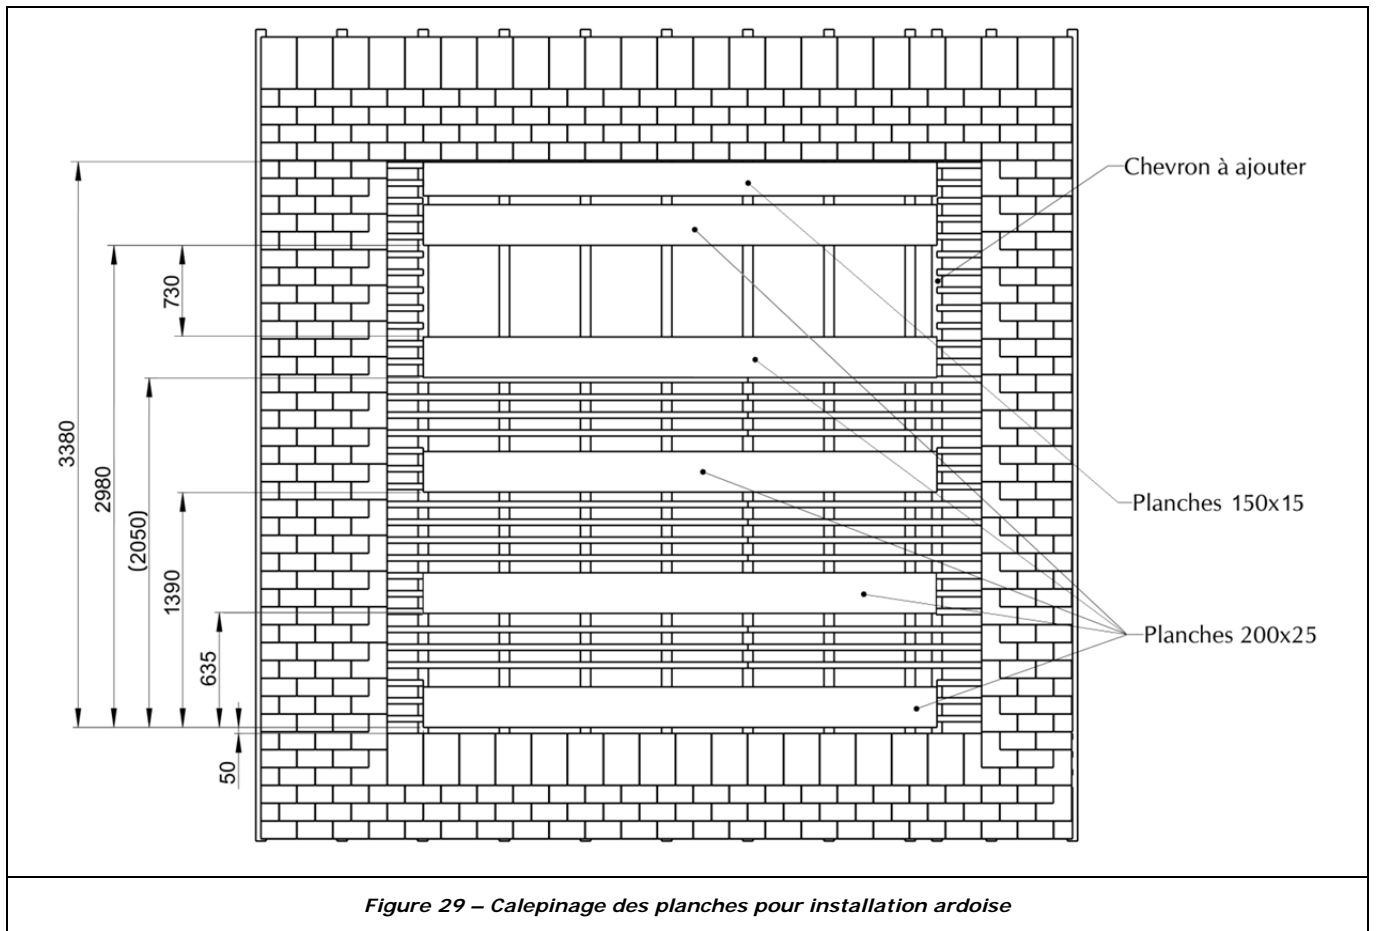 Chevron à ajouter
730
3380
2980
(2050)
1390
635
50
Planches 150x15
Planches 200x25
Figure 29 – Calepinage des planches pour installation ardoise